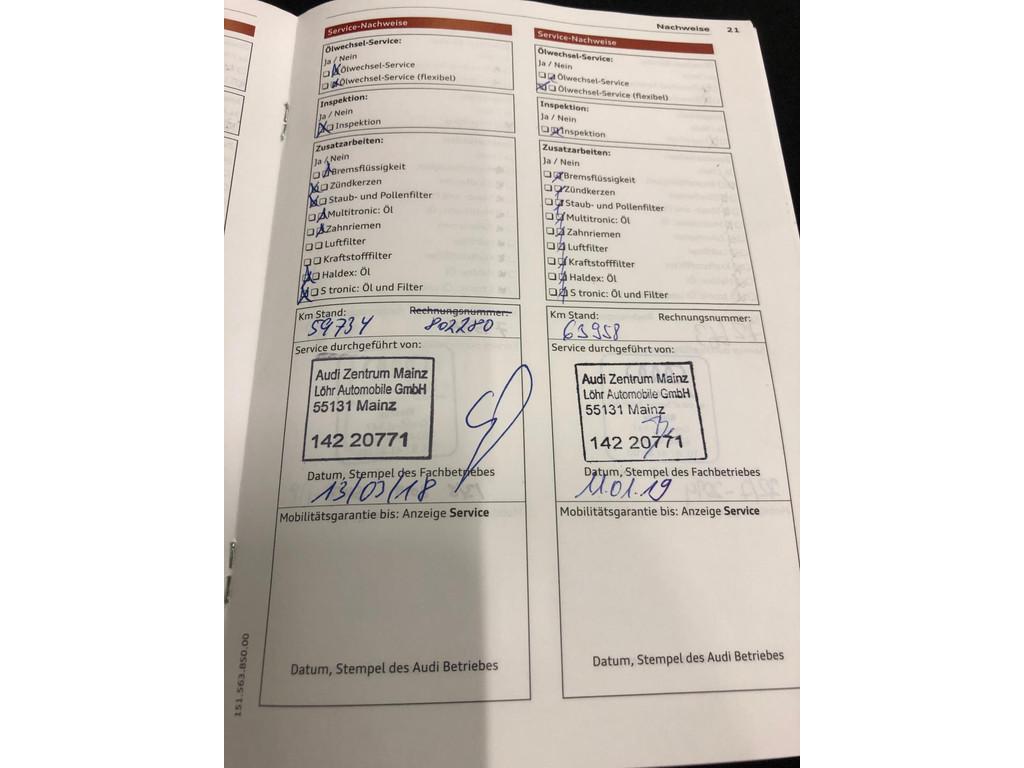 Nachweise 21
Service-Nachweise
Ölwechsel-Service:
Ja / Nein
Ölwechsel-Service
Ölwechsel-Service (flexibel)
Inspektion:
Ja / Nein
Inspektion
Zusatzarbeiten:
Ja / Nein
Bremsflüssigkeit
Zündkerzen
Staub- und Pollenfilter
Multitronic: Öl
Zahnriemen
Luftfilter
Kraftstofffilter
Haldex: Öl
S tronic: Öl und Filter
Km Stand: Rechnungsnummer:
59734 802280
Service durchgeführt von:
Audi Zentrum Mainz
Löhr Automobile GmbH
55131 Mainz
142 20771
Datum, Stempel des Fachbetriebes
13/03/18
Mobilitätsgarantie bis: Anzeige Service
Datum, Stempel des Audi Betriebes
Service-Nachweise
Ölwechsel-Service:
Ja / Nein
Ölwechsel-Service
Ölwechsel-Service (flexibel)
Inspektion:
Ja / Nein
Inspektion
Zusatzarbeiten:
Ja / Nein
Bremsflüssigkeit
Zündkerzen
Staub- und Pollenfilter
Multitronic: Öl
Zahnriemen
Luftfilter
Kraftstofffilter
Haldex: Öl
S tronic: Öl und Filter
Km Stand: Rechnungsnummer:
63958
Service durchgeführt von:
Audi Zentrum Mainz
Löhr Automobile GmbH
55131 Mainz
142 20771
Datum, Stempel des Fachbetriebes
11.01.19
Mobilitätsgarantie bis: Anzeige Service
Datum, Stempel des Audi Betriebes
151.563.850.00